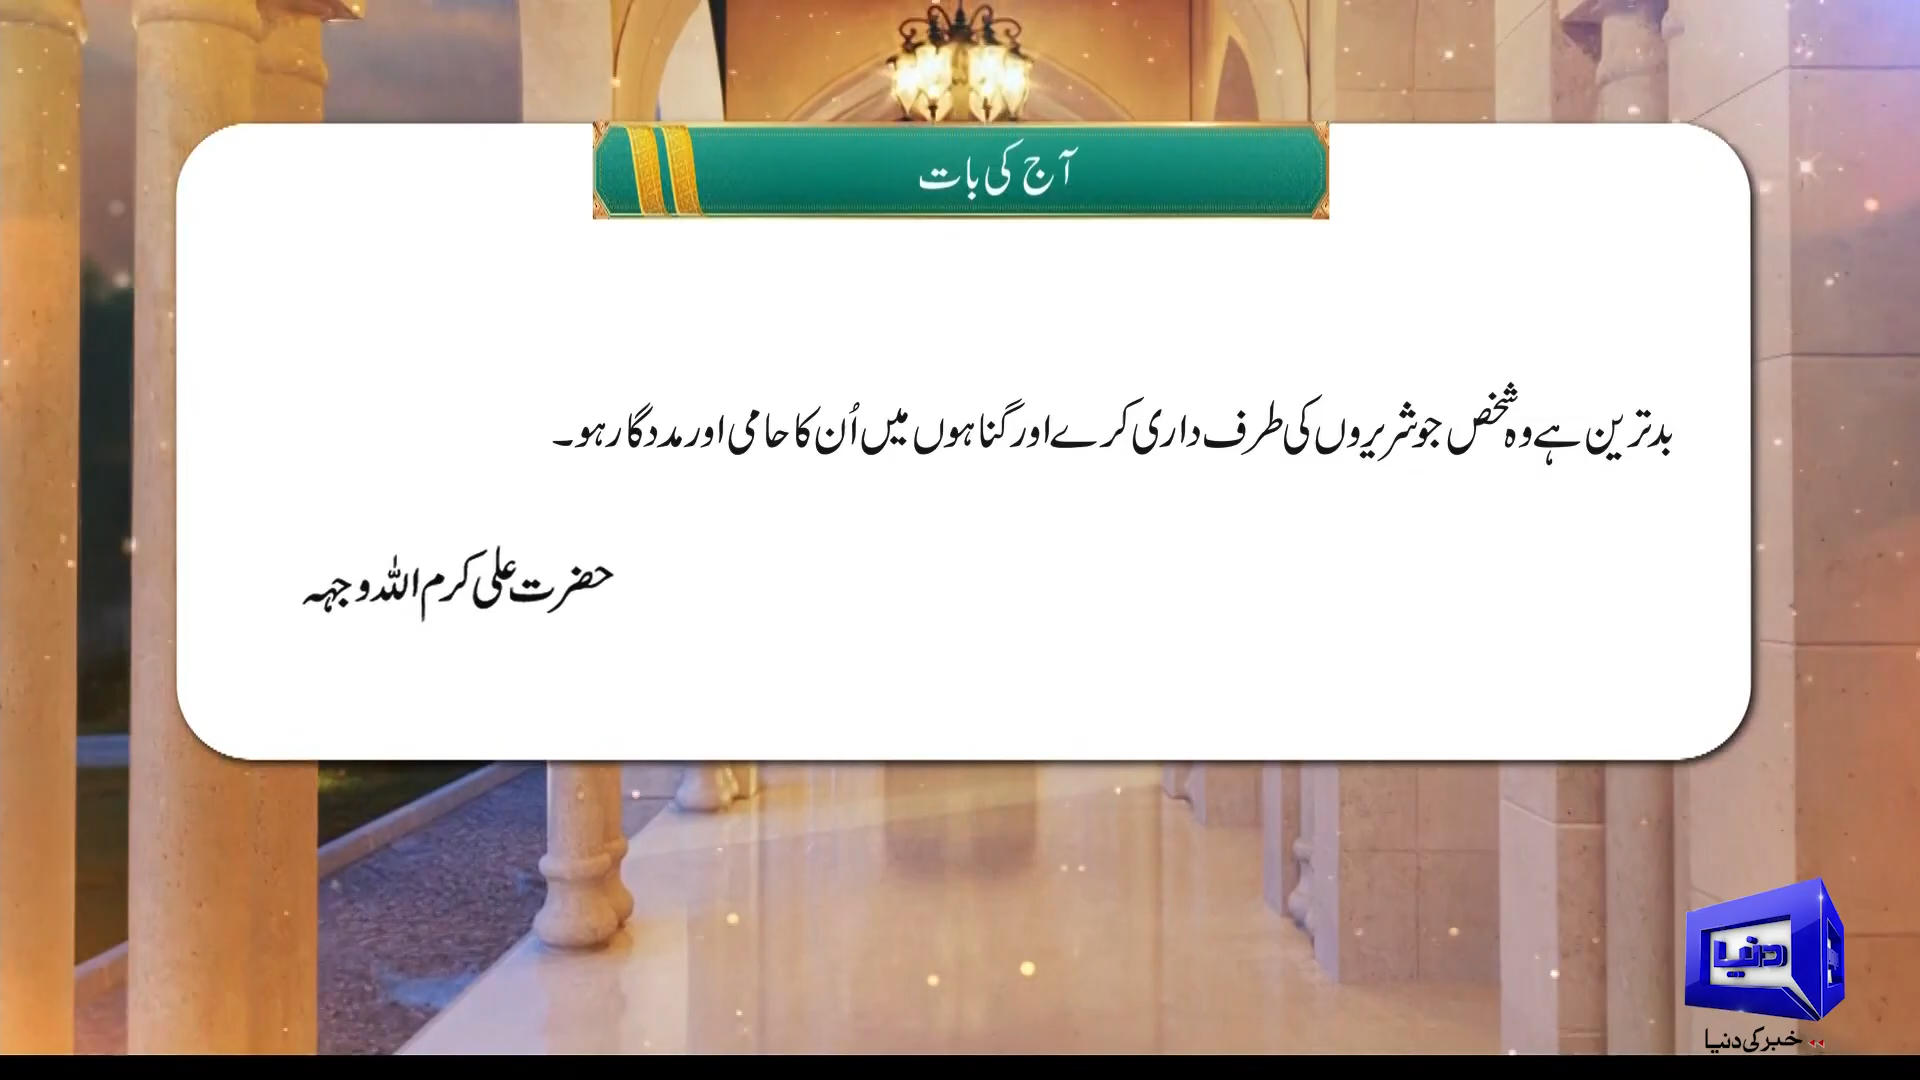 آج کی بات
بدترین ہے وہ شخص جو شریروں کی طرف داری کرے اور گناہوں میں اُن کا حامی اور مددگار ہو۔
حضرت علی کرم اللہ وجہہ
دنیا
خبر کی دنیا